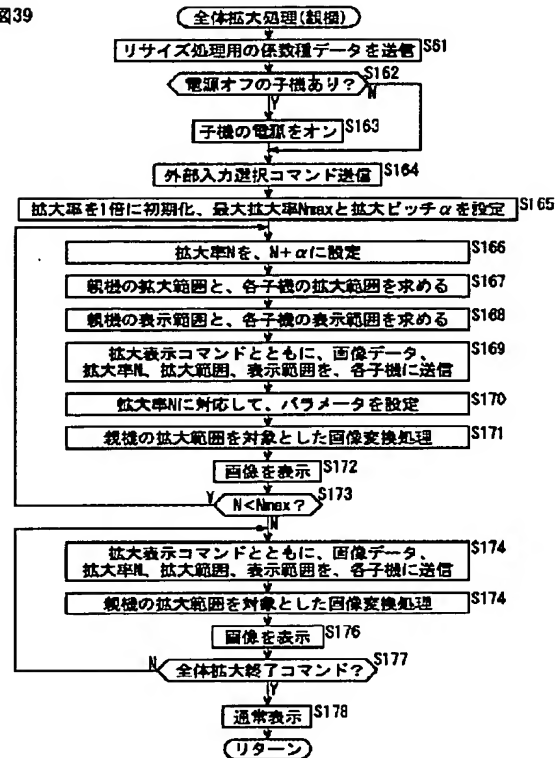 図39
全体拡大処理(親機)
リサイズ処理用の係数種データを送信
S61
電源オフの子機あり?
S162
N
Y
子機の電源をオン
S163
外部入力選択コマンド送信
S164
拡大率を1倍に初期化、最大拡大率Nmaxと拡大ピッチαを設定
S165
拡大率Nを、N+αに設定
S166
親機の拡大範囲と、各子機の拡大範囲を求める
S167
親機の表示範囲と、各子機の表示範囲を求める
S168
拡大表示コマンドとともに、画像データ、
拡大率N、拡大範囲、表示範囲を、各子機に送信
S169
拡大率Nに対応して、パラメータを設定
S170
親機の拡大範囲を対象とした画像変換処理
S171
画像を表示
S172
Y
N<Nmax?
S173
N
拡大表示コマンドとともに、画像データ、
拡大率N、拡大範囲、表示範囲を、各子機に送信
S174
親機の拡大範囲を対象とした画像変換処理
S174
画像を表示
S176
N
全体拡大終了コマンド?
S177
Y
通常表示
S178
リターン